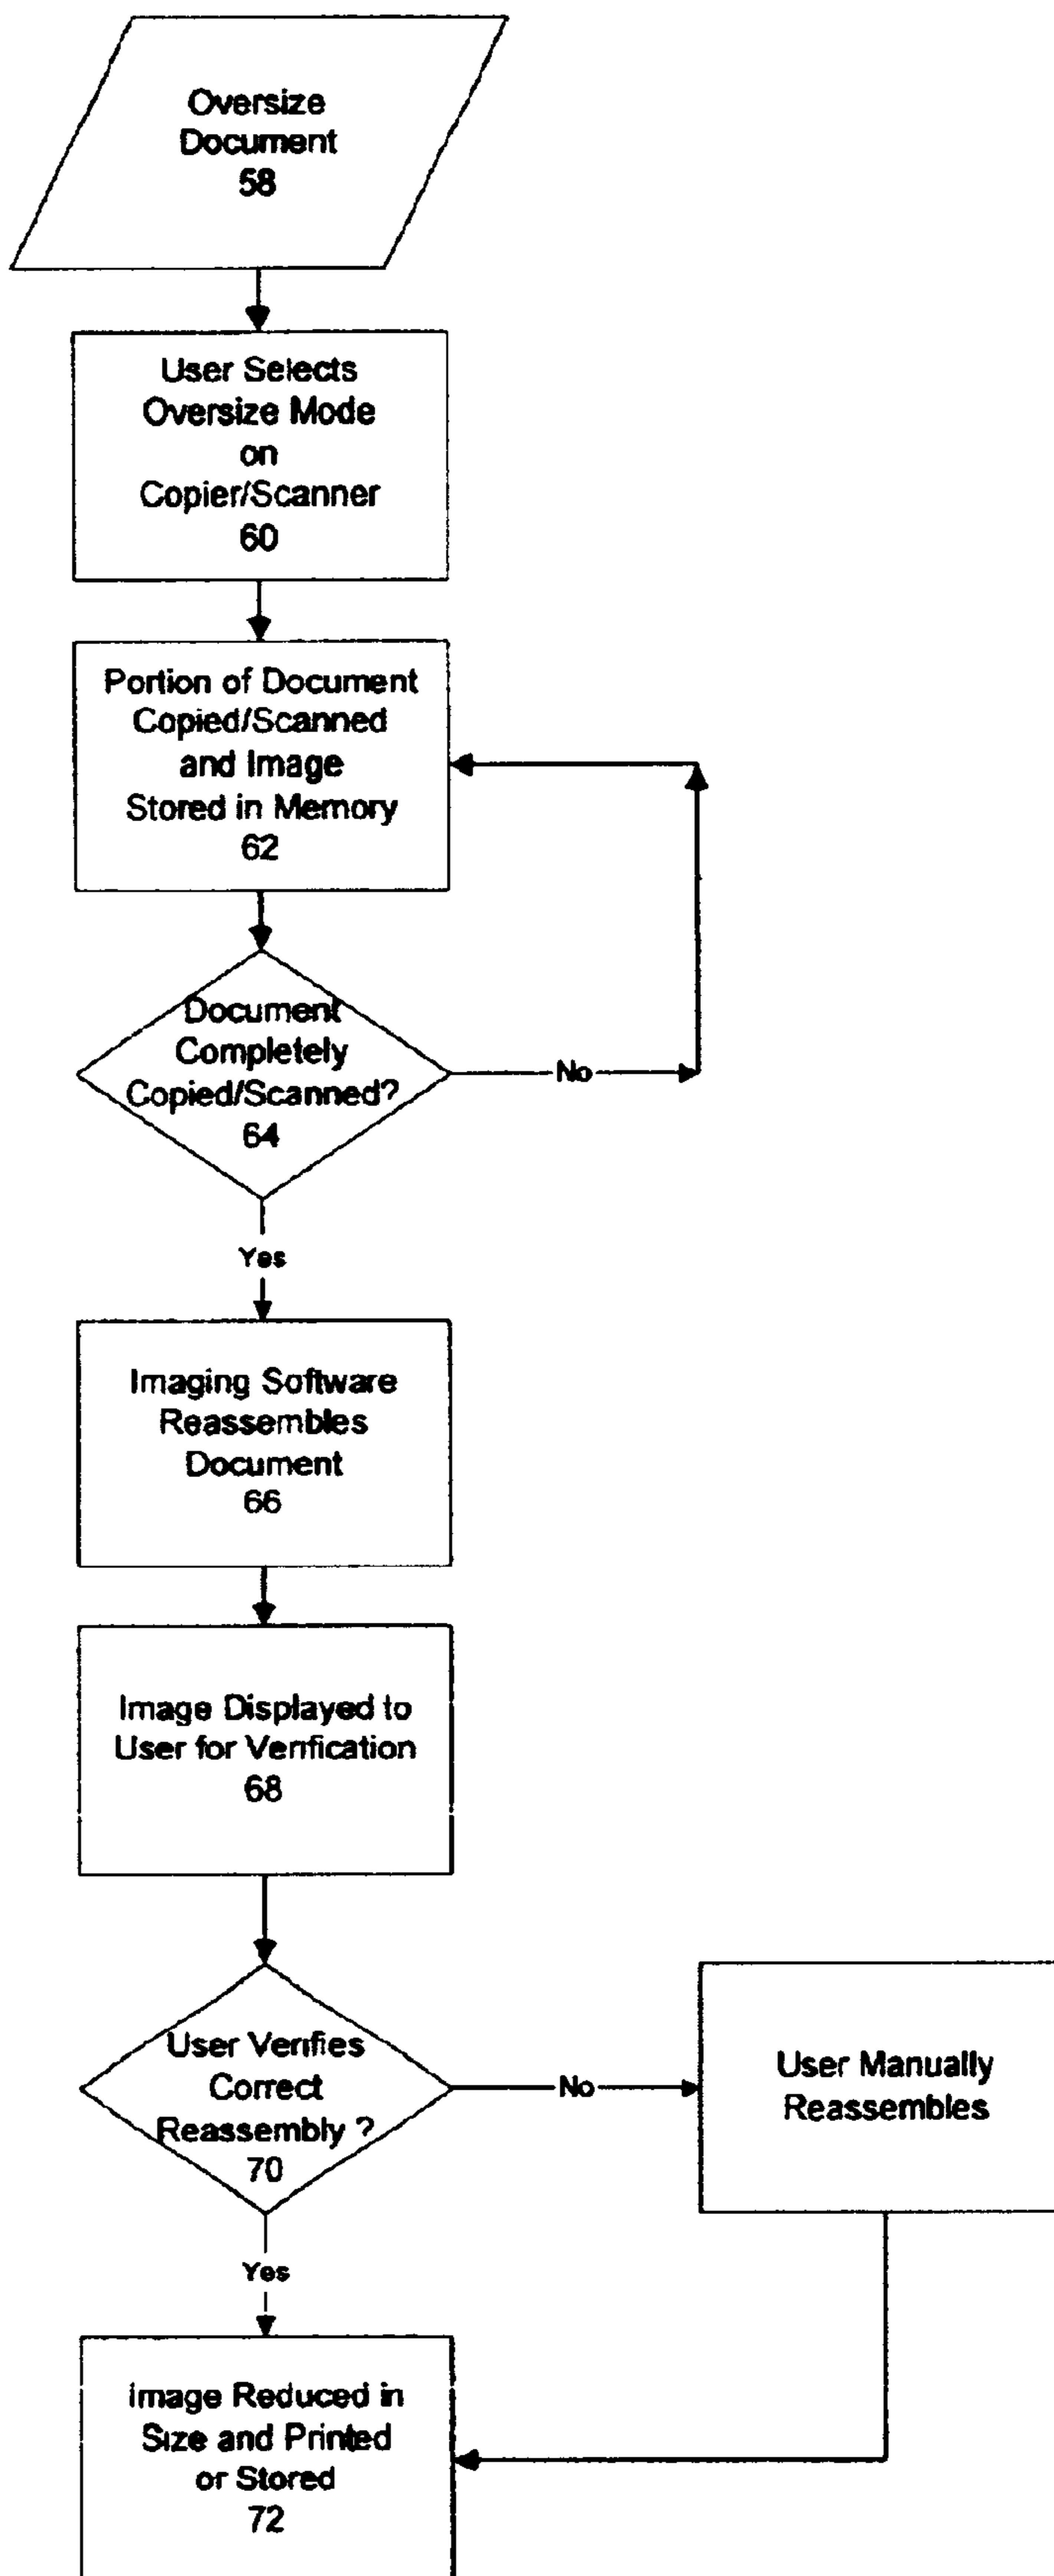 Oversize
Document
58
User Selects
Oversize Mode
on
Copier/Scanner
60
Portion of Document
Copied/Scanned
and Image
Stored in Memory
62
Document
Completely
Copied/Scanned?
64
No
Yes
Imaging Software
Reassembles
Document
66
Image Displayed to
User for Verification
68
User Verifies
Correct
Reassembly ?
70
No
User Manually
Reassembles
Yes
Image Reduced in
Size and Printed
or Stored
72